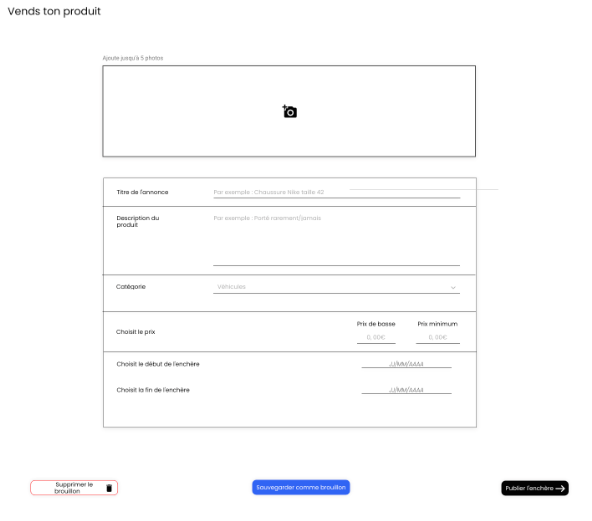 Vends ton produit
Ajoute jusqu'à 5 photos
Titre de l'annonce
Par exemple : Chaussure Nike taille 42
Description du
produit
Par exemple : Porté rarement/jamais
Catégorie
Véhicules
Choisit le prix
Prix de basse
Prix minimum
0, 00€
0, 00€
Choisit le début de l'enchère
JJ/MM/AAAA
Choisit la fin de l'enchère
JJ/MM/AAAA
Supprimer le
brouillon
Sauvegarder comme brouillon
Publier l'enchère